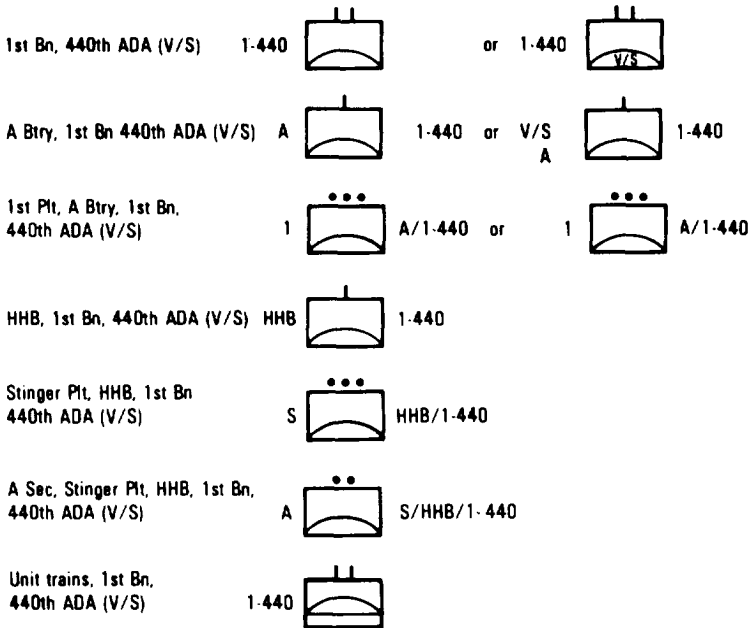 1st Bn, 440th ADA (V/S) 1-440 or 1-440 V/S
A Btry, 1st Bn 440th ADA (V/S) A 1-440 or V/S A 1-440
1st Plt, A Btry, 1st Bn,
440th ADA (V/S) 1 A/1-440 or 1 A/1-440
HHB, 1st Bn, 440th ADA (V/S) HHB 1-440
Stinger Plt, HHB, 1st Bn
440th ADA (V/S) S HHB/1-440
A Sec, Stinger Plt, HHB, 1st Bn,
440th ADA (V/S) A S/HHB/1-440
Unit trains, 1st Bn,
440th ADA (V/S) 1-440